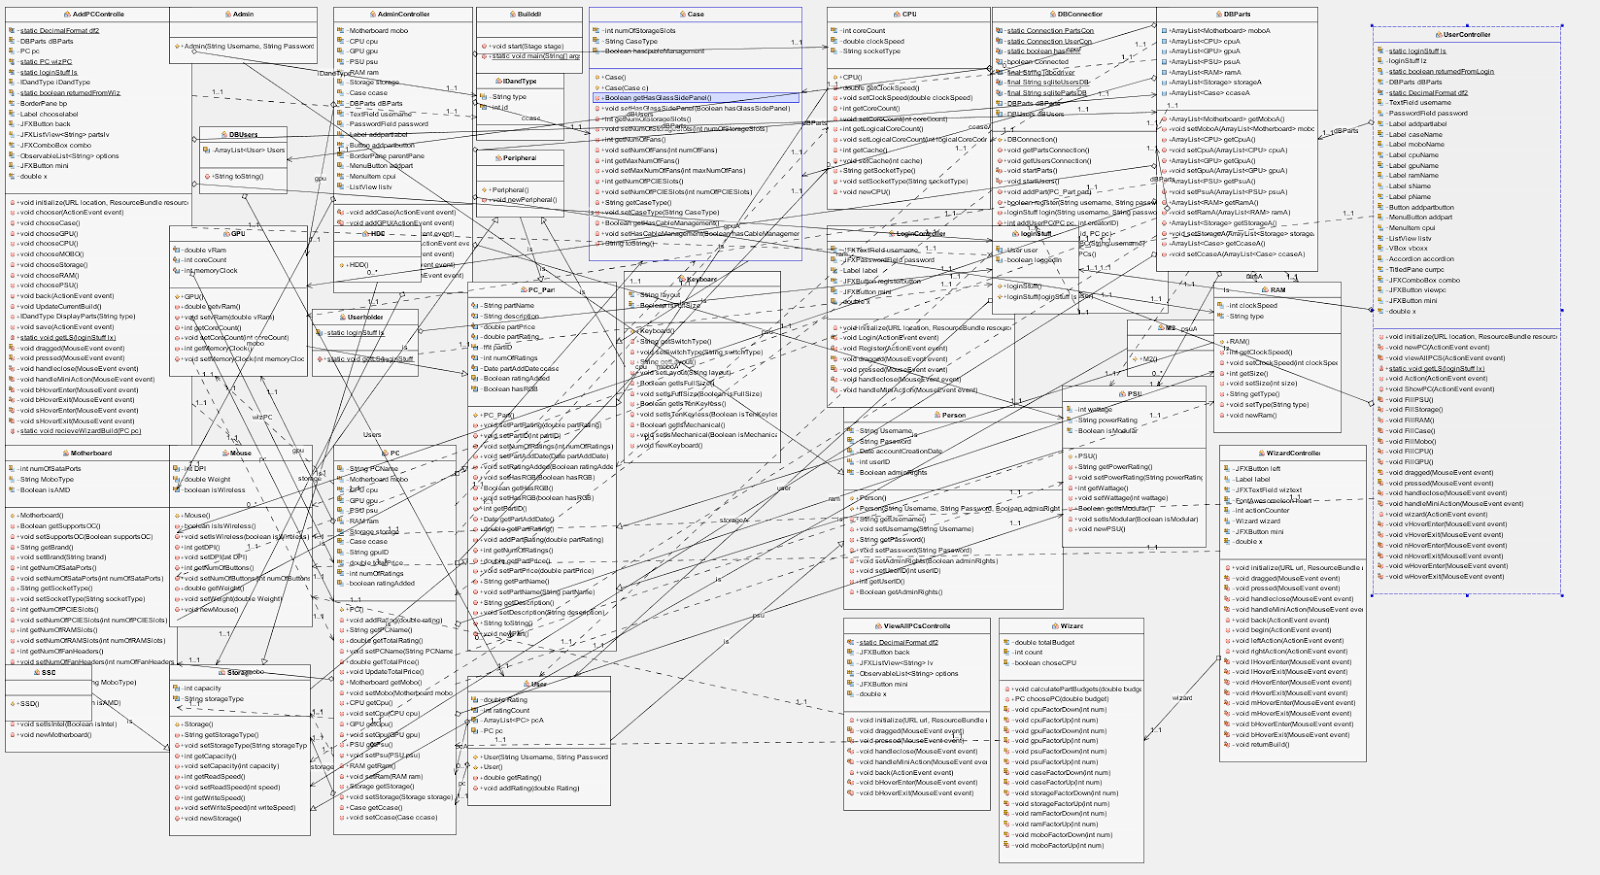 AddPCControlle
- static DecimalFormat df2
- DBParts dBParts
- PC pc
- static PC wizPC
- static loginStuff ls
- IDandType IDandType
- static boolean returnedFromWiz
- BorderPane bp
- Label chooselabel
- JFXButton back
- JFXListView<String> partslv
- JFXComboBox combo
- ObservableList<String> options
- JFXButton mini
- double x
+ void initialize(URL location, ResourceBundle resourc
- void chooser(ActionEvent event)
- void chooseCase()
- void chooseGPU()
- void chooseCPU()
- void chooseMOBO()
- void chooseStorage()
- void chooseRAM()
- void choosePSU()
- void back(ActionEvent event)
- void UpdateCurrentBuild()
- IDandType DisplayParts(String type)
- void save(ActionEvent event)
+ static void getLS(loginStuff lx)
- void dragged(MouseEvent event)
- void pressed(MouseEvent event)
- void handleclose(MouseEvent event)
- void handleMiniAction(MouseEvent event)
- void bHoverEnter(MouseEvent event)
- void bHoverExit(MouseEvent event)
- void sHoverEnter(MouseEvent event)
- void sHoverExit(MouseEvent event)
+ static void recieveWizardBuild(PC pc)
Admin
+ Admin(String Username, String Password
DBUsers
- ArrayList<User> Users
+ String toString()
AdminController
- Motherboard mobo
- CPU cpu
- GPU gpu
- PSU psu
- RAM ram
- Storage storage
- Case ccase
- DBParts dBParts
- TextField username
- PasswordField password
- Label addpartlabel
- Button addpartbutton
- BorderPane parentPane
- MenuButton addpart
- MenuItem cpui
- ListView listv
- void addCase(ActionEvent event)
Builddl
+ void start(Stage stage)
+ static void main(String[] arg
IDandType
- String type
- int id
Peripheral
+ Peripheral()
+ void newPeripheral()
Case
- int numOfStorageSlots
- String CaseType
- Boolean hasCableManagement
+ Case()
+ Case(Case c)
+ Boolean getHasGlassSidePanel()
+ void setHasGlassSidePanel(Boolean hasGlassSidePanel)
+ int getNumOfStorageSlots()
+ void setNumOfStorageSlots(int numOfStorageSlots)
+ int getNumOfFans()
+ void setNumOfFans(int numOfFans)
+ int getMaxNumOfFans()
+ void setMaxNumOfFans(int maxNumOfFans)
+ int getNumOfPCIESlots()
+ void setNumOfPCIESlots(int numOfPCIESlots)
+ String getCaseType()
+ void setCaseType(String CaseType)
+ Boolean getHasCableManagement()
+ void setHasCableManagement(Boolean hasCableManagemer
+ String toString()
CPU
- int coreCount
- double clockSpeed
- String socketType
+ CPU()
+ double getClockSpeed()
+ void setClockSpeed(double clockSpeed)
+ int getCoreCount()
+ void setCoreCount(int coreCount)
+ int getLogicalCoreCount()
+ void setLogicalCoreCount(int logicalCoreCour
+ int getCache()
+ void setCache(int cache)
+ String getSocketType()
+ void setSocketType(String socketType)
+ void newCPU()
DBConnectior
- static Connection PartsCon
- static Connection UserCon
- boolean Connected
- final String jdbcdriver
- final String sqliteUsersDB
- final String sqlitePartsDB
- DBParts dBParts
- DBUsers dBUsers
+ DBConnection()
+ void getPartsConnection()
+ void getUsersConnection()
+ void startParts()
+ void startUsers()
+ void addPart(PC_Part part)
+ boolean register(String username, String passw
+ loginStuff login(String username, String passwo
DBParts
- ArrayList<Motherboard> moboA
- ArrayList<CPU> cpuA
- ArrayList<GPU> gpuA
- ArrayList<PSU> psuA
- ArrayList<RAM> ramA
- ArrayList<Storage> storageA
- ArrayList<Case> ccaseA
+ ArrayList<Motherboard> getMoboA()
+ void setMoboA(ArrayList<Motherboard> mobc
+ ArrayList<CPU> getCpuA()
+ void setCpuA(ArrayList<CPU> cpuA)
+ ArrayList<GPU> getGpuA()
+ void setGpuA(ArrayList<GPU> gpuA)
+ ArrayList<PSU> getPsuA()
+ void setPsuA(ArrayList<PSU> psuA)
+ ArrayList<RAM> getRamA()
+ void setRamA(ArrayList<RAM> ramA)
+ ArrayList<Storage> getStorageA()
+ void setStorageA(ArrayList<Storage> storage
+ ArrayList<Case> getCcaseA()
+ void setCcaseA(ArrayList<Case> ccaseA)
UserController
- static loginStuff ls
- loginStuff lz
- static boolean returnedFromLogin
- DBParts dBParts
- static DecimalFormat df2
- TextField username
- PasswordField password
- Label addpartlabel
- Label caseName
- Label moboName
- Label cpuName
- Label gpuName
- Label ramName
- Label sName
- Label pName
- Button addpartbutton
- MenuButton addpart
- MenuItem cpui
- ListView listv
- VBox vboxx
- Accordion accordion
- TitledPane currpc
- JFXComboBox combo
- JFXButton viewpc
- JFXButton mini
- double x
+ void initialize(URL location, ResourceBundle resourc
- void newPC(ActionEvent event)
- void viewAllPCS(ActionEvent event)
+ static void getLS(loginStuff lx)
- void Action(ActionEvent event)
- void ShowPC(ActionEvent event)
- void FillPSU()
- void FillStorage()
- void FillRAM()
- void FillCase()
- void FillMobo()
- void FillCPU()
- void FillGPU()
- void dragged(MouseEvent event)
- void pressed(MouseEvent event)
- void handleclose(MouseEvent event)
- void handleMiniAction(MouseEvent event)
- void wizard(ActionEvent event)
- void vHoverEnter(MouseEvent event)
- void vHoverExit(MouseEvent event)
- void nHoverEnter(MouseEvent event)
- void nHoverExit(MouseEvent event)
- void wHoverEnter(MouseEvent event)
- void wHoverExit(MouseEvent event)
GPU
- double vRam
- int coreCount
- int memoryClock
+ GPU()
+ double getvRam()
+ void setvRam(double vRam)
+ int getCoreCount()
+ void setCoreCount(int coreCount)
+ int getMemoryClock()
+ void setMemoryClock(int memoryCloc
HDE
+ HDD()
Userholder
- static loginStuff ls
+ static void getLS(loginStuff
PC_Part
- String partName
- String description
- double partPrice
- double partRating
- int partID
- int numOfRatings
- Date partAddDate
- Boolean ratingAdded
- Boolean hasRGB
+ PC_Part()
+ void setPartRating(double partRating)
+ void setPartID(int partID)
+ void setNumOfRatings(int numOfRatings)
+ void setPartAddDate(Date partAddDate)
+ void setRatingAdded(Boolean ratingAdde
+ Boolean getHasRGB()
+ void setHasRGB(boolean hasRGB)
+ int getPartID()
+ Date getPartAddDate()
+ double getPartRating()
+ void addPartRating(double partRating)
+ int getNumOfRatings()
+ double getPartPrice()
+ void setPartPrice(double partPrice)
+ String getPartName()
+ void setPartName(String partName)
+ String getDescription()
+ void setDescription(String description)
+ String toString()
+ void newPart()
Keyboard
- String layout
+ Keyboard()
+ String getSwitchType()
+ void setSwitchType(String switchType)
+ String getLayout()
+ void setLayout(String layout)
+ Boolean getIsFullSize()
+ void setIsFullSize(Boolean isFullSize)
+ Boolean getIsTenKeyless()
+ void setIsTenKeyless(Boolean isTenKeyles
+ Boolean getIsMechanical()
+ void setIsMechanical(Boolean isMechanica
+ void newKeyboard()
LoginController
- JFXTextField username
- JFXPasswordField password
- Label label
- JFXButton registerbutton
- JFXButton mini
- double x
+ void initialize(URL location, ResourceBundle resourc
- void Login(ActionEvent event)
- void Register(ActionEvent event)
- void dragged(MouseEvent event)
- void pressed(MouseEvent event)
- void handleclose(MouseEvent event)
- void handleMiniAction(MouseEvent event)
loginStuff
- User user
- boolean loggedIn
+ loginStuff()
M2
+ M2()
RAM
- int clockSpeed
- String type
+ RAM()
+ int getClockSpeed()
+ void setClockSpeed(int clockSpeed
+ int getSize()
+ void setSize(int size)
+ String getType()
+ void setType(String type)
+ void newRam()
PSU
- int wattage
- String powerRating
- Boolean isModular
+ PSU()
+ String getPowerRating()
+ void setPowerRating(String powerRating
+ int getWattage()
+ void setWattage(int wattage)
+ Boolean getIsModular()
+ void setIsModular(Boolean isModular)
+ void newPSU()
Person
- String Username
- String Password
- Date accountCreationDate
- int userID
- Boolean adminRights
+ Person()
+ Person(String Username, String Password, Boolean adminRight
+ String getUsername()
+ void setUsername(String Username)
+ String getPassword()
+ void setPassword(String Password)
+ void setAdminRights(Boolean adminRights)
+ void setUserID(int userID)
+ int getUserID()
+ Boolean getAdminRights()
WizardController
- JFXButton left
- Label label
- JFXTextField wiztext
- FontAwesomeIcon heart
- int actionCounter
- Wizard wizard
- JFXButton mini
- double x
+ void initialize(URL url, ResourceBundle r
- void dragged(MouseEvent event)
- void pressed(MouseEvent event)
- void handleclose(MouseEvent event)
- void handleMiniAction(MouseEvent ever
- void back(ActionEvent event)
- void begin(ActionEvent event)
- void leftAction(ActionEvent event)
- void rightAction(ActionEvent event)
- void lHoverEnter(MouseEvent event)
- void lHoverExit(MouseEvent event)
- void rHoverEnter(MouseEvent event)
- void rHoverExit(MouseEvent event)
- void mHoverEnter(MouseEvent event)
- void mHoverExit(MouseEvent event)
- void bHoverEnter(MouseEvent event)
- void bHoverExit(MouseEvent event)
- void returnBuild()
Motherboard
- int numOfSataPorts
- String MoboType
- Boolean isAMD
+ Motherboard()
+ Boolean getSupportsOC()
+ void setSupportsOC(Boolean supportsOC)
+ String getBrand()
+ void setBrand(String brand)
+ int getNumOfSataPorts()
+ void setNumOfSataPorts(int numOfSataPorts)
+ String getSocketType()
+ void setSocketType(String socketType)
+ int getNumOfPCIESlots()
+ void setNumOfPCIESlots(int numOfPCIESlots)
+ int getNumOfRAMSlots()
+ void setNumOfRAMSlots(int numOfRAMSlots)
+ int getNumOfFanHeaders()
+ void setNumOfFanHeaders(int numOfFanHeaders)
+ void setIsIntel(Boolean isIntel)
+ void newMotherboard()
SSC
+ SSD()
Mouse
- int DPI
- double Weight
- boolean isWireless
+ Mouse()
+ boolean isIsWireless()
+ void setIsWireless(boolean isWireless)
+ int getDPI()
+ void setDPI(int DPI)
+ int getNumOfButtons()
+ void setNumOfButtons(int numOfButtons
+ double getWeight()
+ void setWeight(double Weight)
+ void newMouse()
Storage
- int capacity
- String storageType
+ Storage()
+ String getStorageType()
+ void setStorageType(String storageTyp
+ int getCapacity()
+ void setCapacity(int capacity)
+ int getReadSpeed()
+ void setReadSpeed(int speed)
+ int getWriteSpeed()
+ void setWriteSpeed(int writeSpeed)
+ void newStorage()
PC
- String PCName
- Motherboard mobo
- CPU cpu
- GPU gpu
- PSU psu
- RAM ram
- Storage storage
- Case ccase
- String gpuID
- double totalPrice
- int numOfRatings
- boolean ratingAdded
+ PC()
+ void addRating(double rating)
+ String getPCName()
+ double getTotalRating()
+ void setPCName(String PCName
+ double getTotalPrice()
+ void UpdateTotalPrice()
+ Motherboard getMobo()
+ void setMobo(Motherboard mobo
+ CPU getCpu()
+ void setCpu(CPU cpu)
+ GPU getGpu()
+ void setGpu(GPU gpu)
+ PSU getPsu()
+ void setPsu(PSU psu)
+ RAM getRam()
+ void setRam(RAM ram)
+ Storage getStorage()
+ void setStorage(Storage storage)
+ Case getCcase()
+ void setCcase(Case ccase)
User
- double Rating
- int ratingCount
- ArrayList<PC> pcA
- PC pc
+ User(String Username, String Password
+ User()
+ double getRating()
+ void addRating(double Rating)
ViewAllPCsControlle
- static DecimalFormat df2
- JFXButton back
- JFXListView<String> lv
- ObservableList<String> options
- JFXButton mini
- double x
+ void initialize(URL url, ResourceBundle r
- void dragged(MouseEvent event)
- void pressed(MouseEvent event)
- void handleclose(MouseEvent event)
- void handleMiniAction(MouseEvent eve
- void back(ActionEvent event)
- void bHoverEnter(MouseEvent event)
- void bHoverExit(MouseEvent event)
Wizarc
- double totalBudget
- int count
- boolean choseCPU
+ void calculatePartBudgets(double budge
+ PC choosePC(double budget)
- void cpuFactorDown(int num)
- void cpuFactorUp(int num)
- void gpuFactorDown(int num)
- void gpuFactorUp(int num)
- void psuFactorDown(int num)
- void psuFactorUp(int num)
- void caseFactorDown(int num)
- void caseFactorUp(int num)
- void storageFactorDown(int num)
- void storageFactorUp(int num)
- void ramFactorDown(int num)
- void ramFactorUp(int num)
- void moboFactorDown(int num)
- void moboFactorUp(int num)
wizard